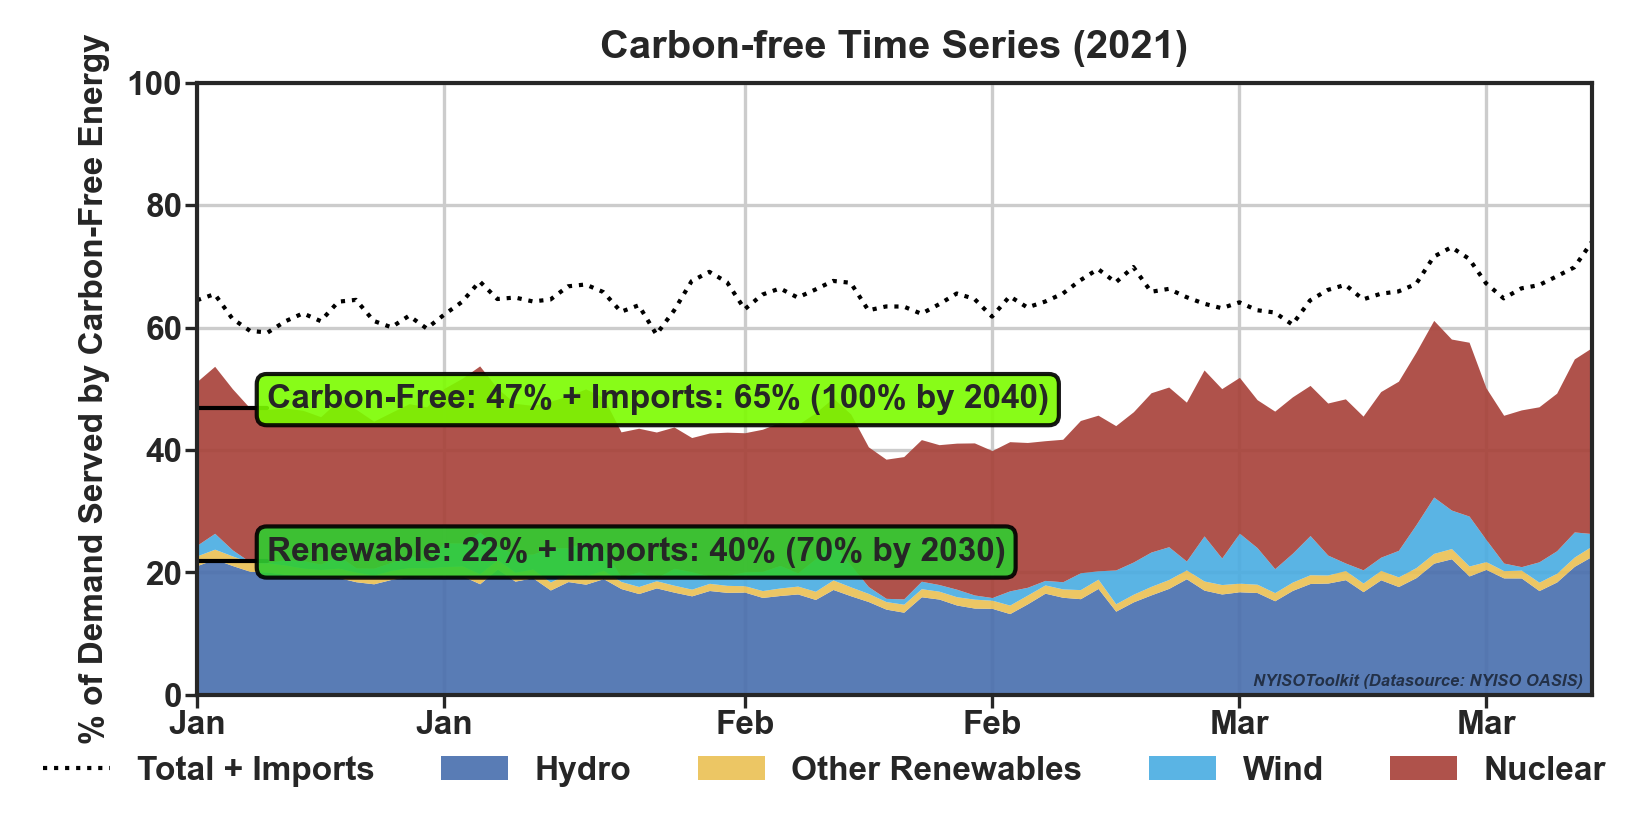 Carbon-free Time Series (2021)
% of Demand Served by Carbon-Free Energy
100
80
60
40
20
0
Carbon-Free: 47% + Imports: 65% (100% by 2040)
Renewable: 22% + Imports: 40% (70% by 2030)
NYISOToolkit (Datasource: NYISO OASIS)
Jan Jan Feb Feb Mar Mar
Total + Imports Hydro Other Renewables Wind Nuclear